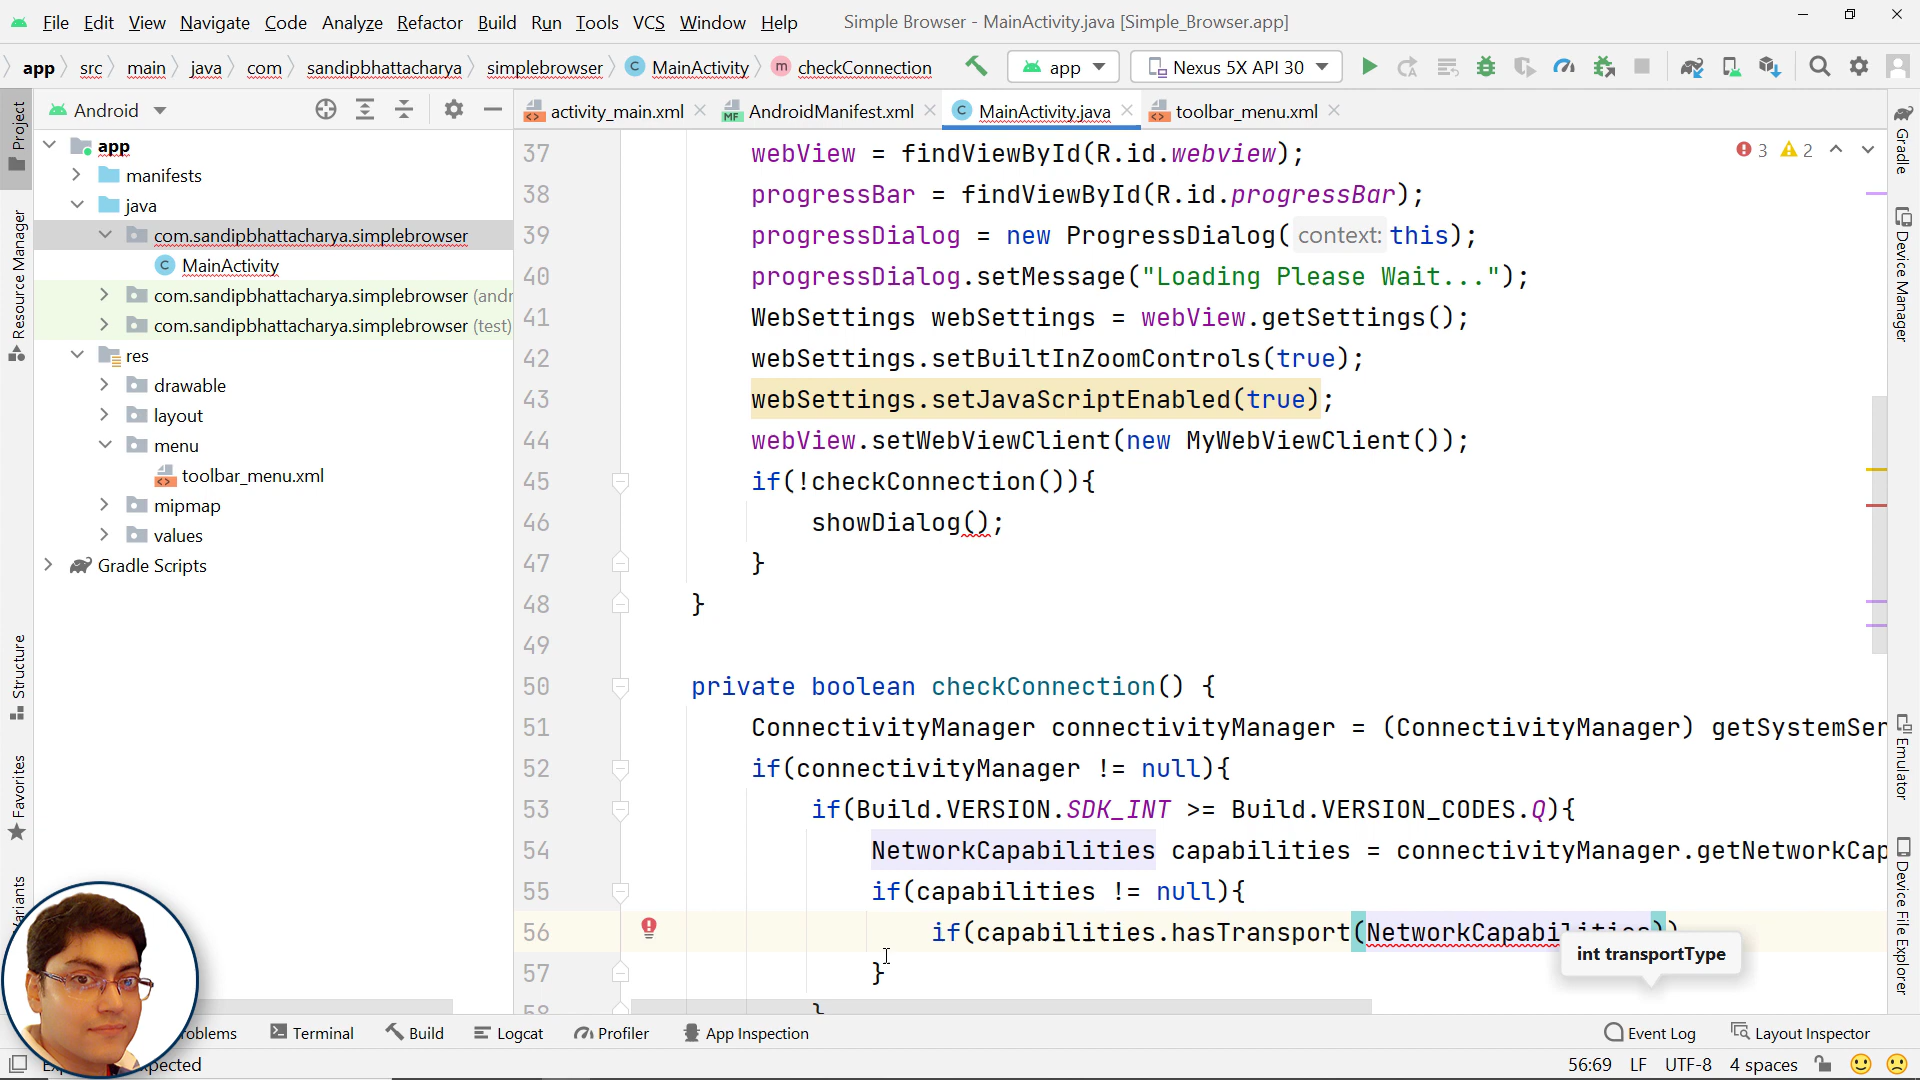 File Edit View Navigate Code Analyze Refactor Build Run Tools VCS Window Help Simple Browser - MainActivity.java [Simple_Browser.app]
app src main java com sandipbhattacharya simplebrowser MainActivity checkConnection app Nexus 5X API 30
Project
Resource Manager
Structure
Favorites
Android
app
manifests
java
com.sandipbhattacharya.simplebrowser
MainActivity
com.sandipbhattacharya.simplebrowser (andr
com.sandipbhattacharya.simplebrowser (test)
res
drawable
layout
menu
toolbar_menu.xml
mipmap
values
Gradle Scripts
activity_main.xml AndroidManifest.xml MainActivity.java toolbar_menu.xml
3 2
37 webView = findViewById(R.id.webview);
38 progressBar = findViewById(R.id.progressBar);
39 progressDialog = new ProgressDialog( context: this);
40 progressDialog.setMessage("Loading Please Wait...");
41 WebSettings webSettings = webView.getSettings();
42 webSettings.setBuiltInZoomControls(true);
43 webSettings.setJavaScriptEnabled(true);
44 webView.setWebViewClient(new MyWebViewClient());
45 if(!checkConnection()){
46 showDialog();
47 }
48 }
49
50 private boolean checkConnection() {
51 ConnectivityManager connectivityManager = (ConnectivityManager) getSystemSer
52 if(connectivityManager != null){
53 if(Build.VERSION.SDK_INT >= Build.VERSION_CODES.Q){
54 NetworkCapabilities capabilities = connectivityManager.getNetworkCap
55 if(capabilities != null){
56 if(capabilities.hasTransport(NetworkCapabilities))
int transportType
57 }
58 }
Gradle
Device Manager
Emulator
Device File Explorer
Terminal Build Logcat Profiler App Inspection Event Log Layout Inspector
56:69 LF UTF-8 4 spaces